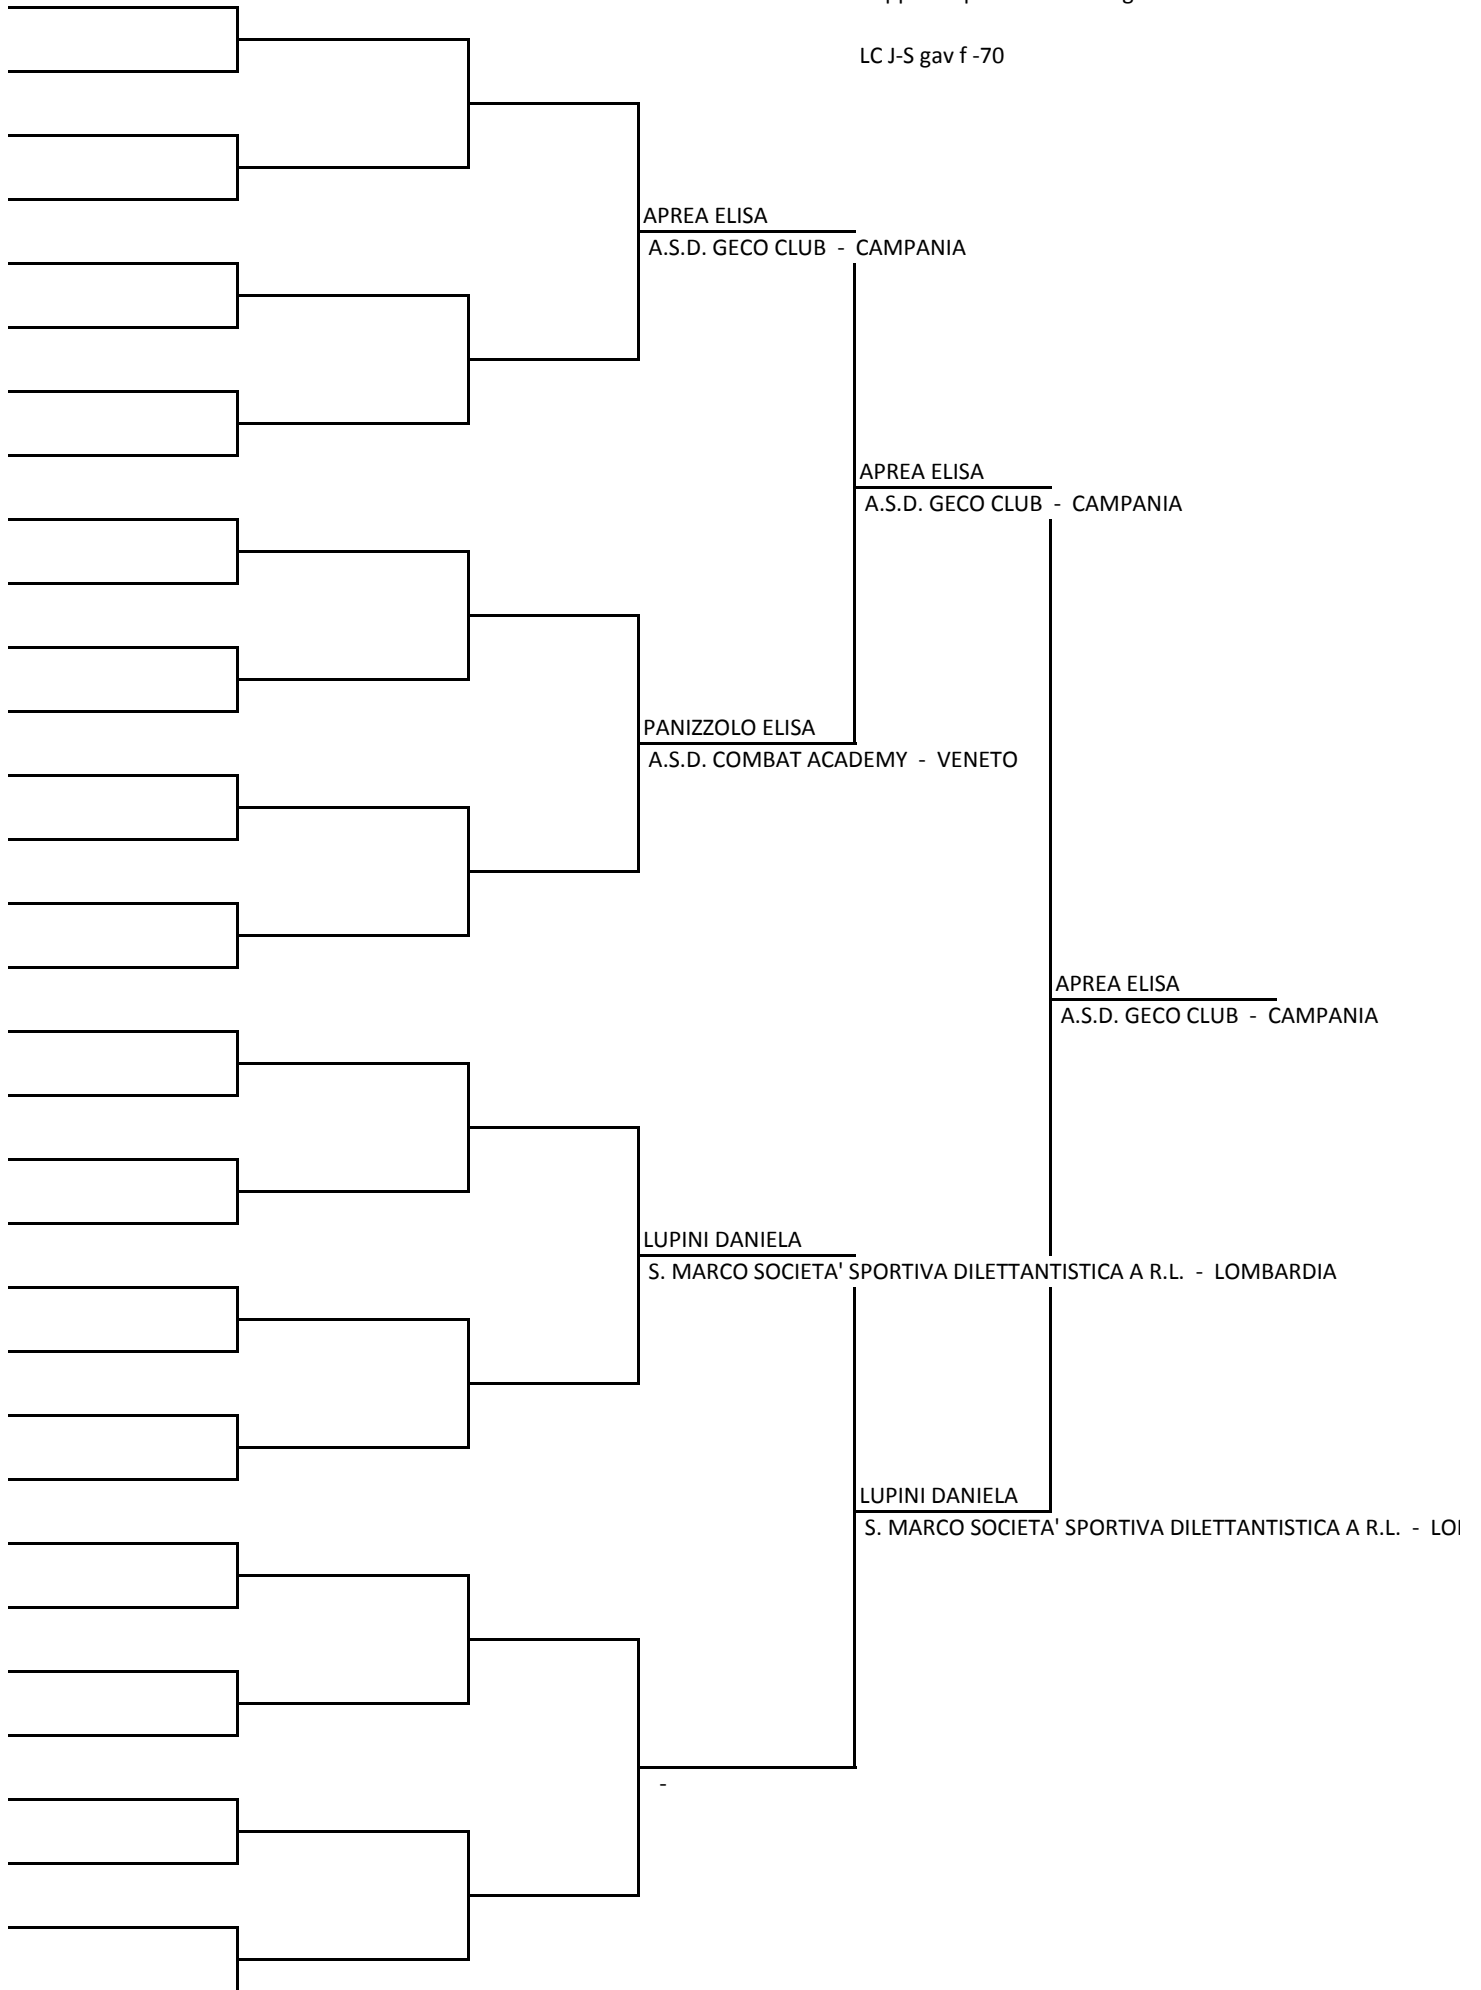 LC J-S gav f -70
APREA ELISA
A.S.D. GECO CLUB - CAMPANIA
APREA ELISA
A.S.D. GECO CLUB - CAMPANIA
PANIZZOLO ELISA
A.S.D. COMBAT ACADEMY - VENETO
APREA ELISA
A.S.D. GECO CLUB - CAMPANIA
LUPINI DANIELA
S. MARCO SOCIETA' SPORTIVA DILETTANTISTICA A R.L. - LOMBARDIA
LUPINI DANIELA
S. MARCO SOCIETA' SPORTIVA DILETTANTISTICA A R.L. -
-